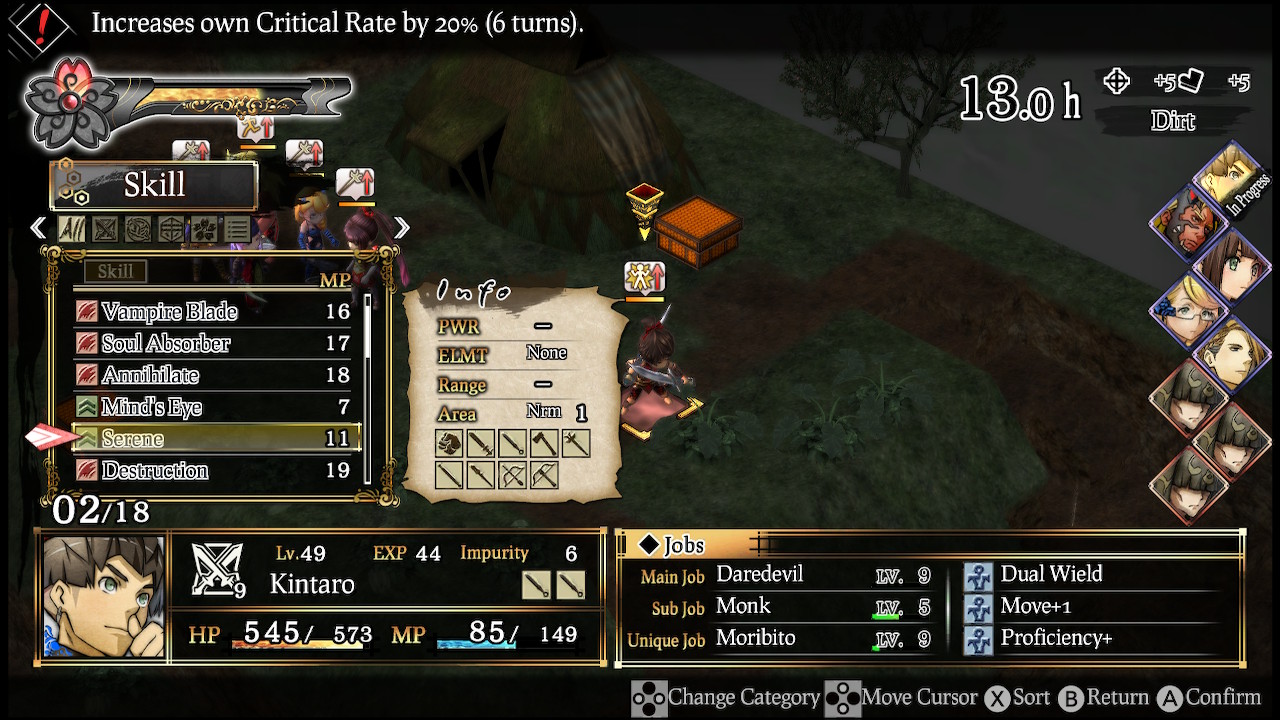 Increases own Critical Rate by 20% (6 turns).
13.0 h
+5 +5
Dirt
Skill
All
In Progress
Skill
MP
Vampire Blade 16
Soul Absorber 17
Annihilate 18
Mind's Eye 7
Serene 11
Destruction 19
02/18
Info
PWR —
ELMT None
Range —
Area Nrm 1
9
Lv.49 EXP 44 Impurity 6
Kintaro
HP 545/ 573 MP 85/ 149
Jobs
Main Job Daredevil LV. 9 Dual Wield
Sub Job Monk LV. 5 Move+1
Unique Job Moribito LV. 9 Proficiency+
Change Category Move Cursor X Sort B Return A Confirm